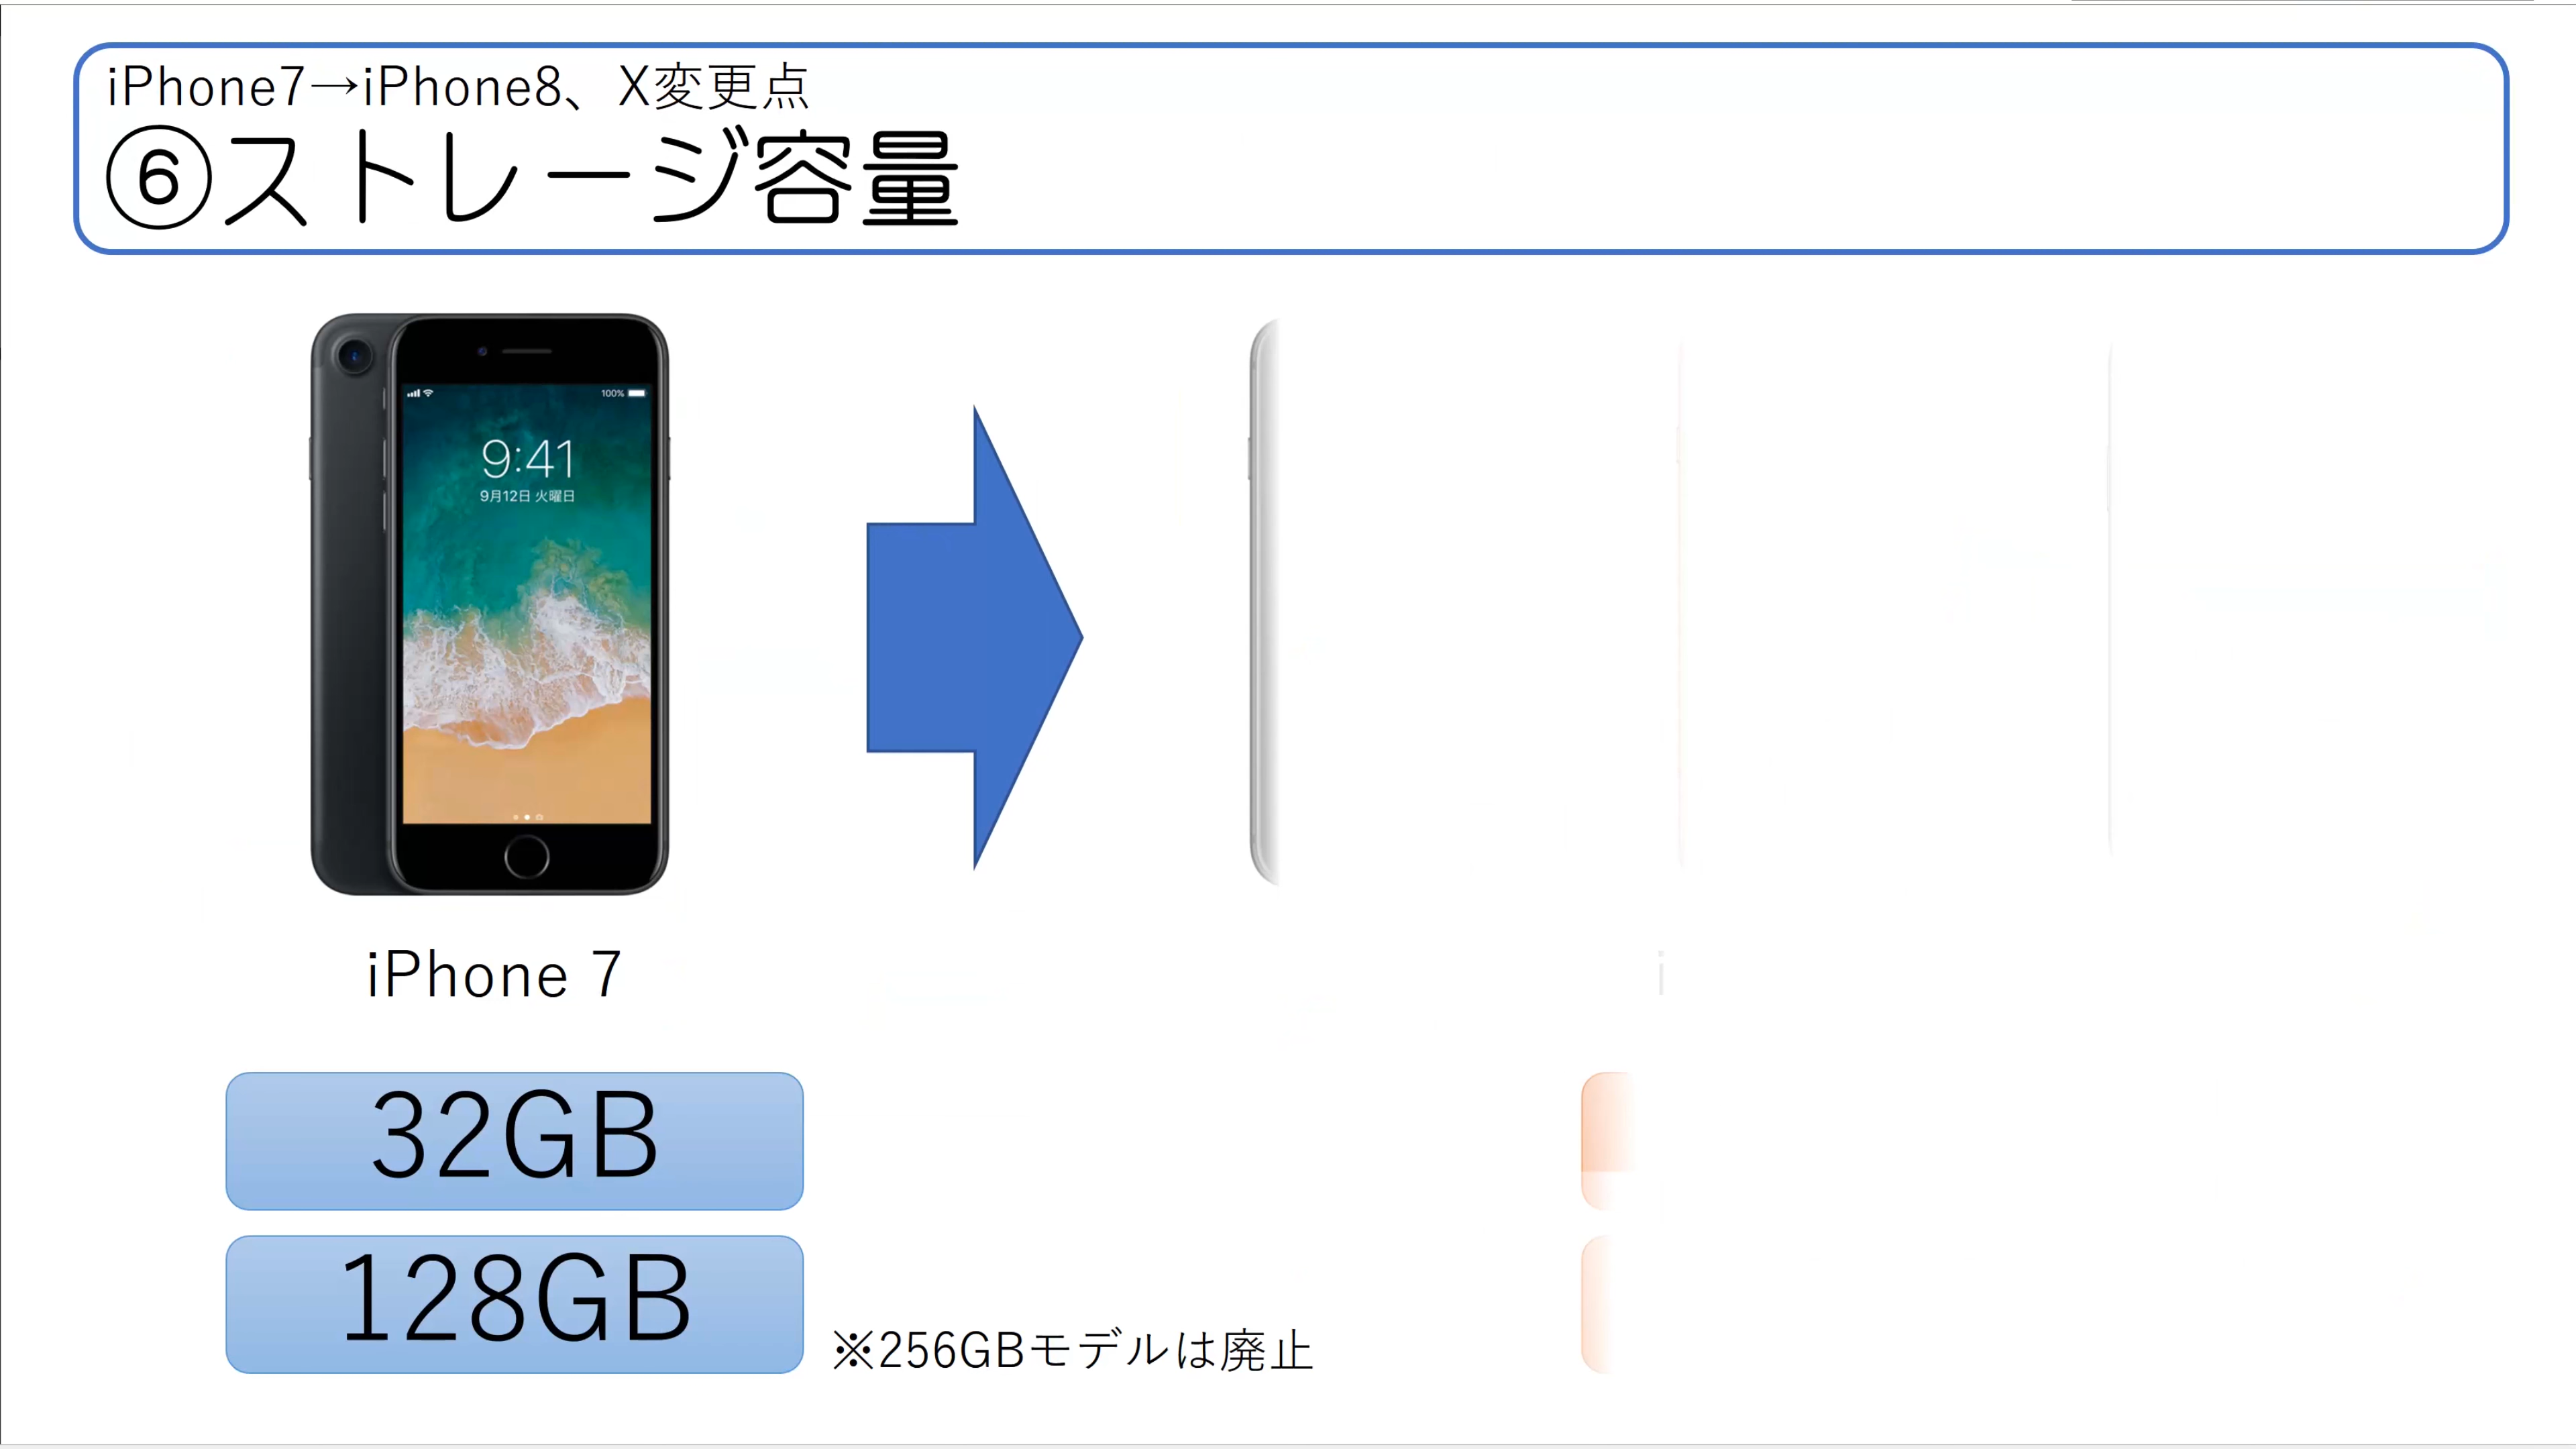 iPhone7→iPhone8、X変更点
⑥ストレージ容量
100%
9:41
9月12日 火曜日
iPhone 7
i
32GB
128GB
※256GBモデルは廃止